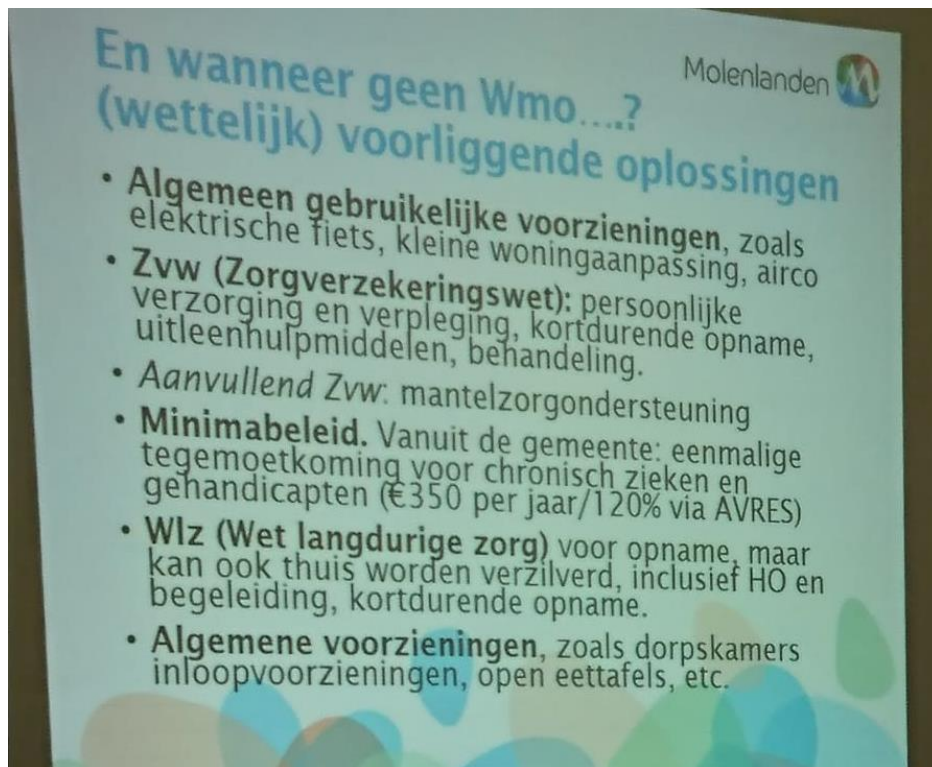 En wanneer geen Wmo....?
(wettelijk) voorliggende oplossingen
Molenlanden
• Algemeen gebruikelijke voorzieningen, zoals
elektrische fiets, kleine woningaanpassing, airco
• Zvw (Zorgverzekeringswet): persoonlijke
verzorging en verpleging, kortdurende opname,
uitleenhulpmiddelen, behandeling.
• Aanvullend Zvw: mantelzorgondersteuning
• Minimabeleid. Vanuit de gemeente: eenmalige
tegemoetkoming voor chronisch zieken en
gehandicapten (€350 per jaar/120% via AVRES)
• Wlz (Wet langdurige zorg) voor opname, maar
kan ook thuis worden verzilverd, inclusief HO en
begeleiding, kortdurende opname.
• Algemene voorzieningen, zoals dorpskamers
inloopvoorzieningen, open eettafels, etc.